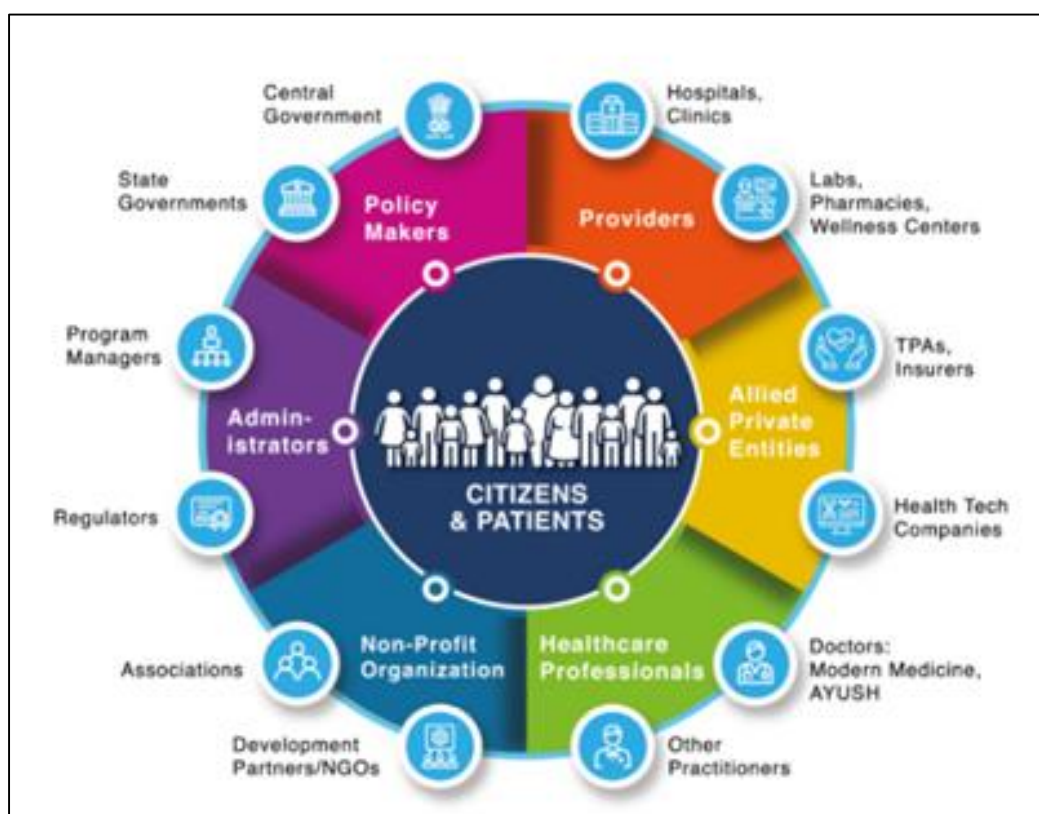 Central
Government
Hospitals,
Clinics
State
Governments
Policy
Makers
Providers
Labs,
Pharmacies,
Wellness Centers
Program
Managers
TPAs,
Insurers
Admin-
istrators
Allied
Private
Entities
CITIZENS
& PATIENTS
Regulators
Health Tech
Companies
Non-Profit
Organization
Healthcare
Professionals
Associations
Doctors:
Modern Medicine,
AYUSH
Development
Partners/NGOs
Other
Practitioners